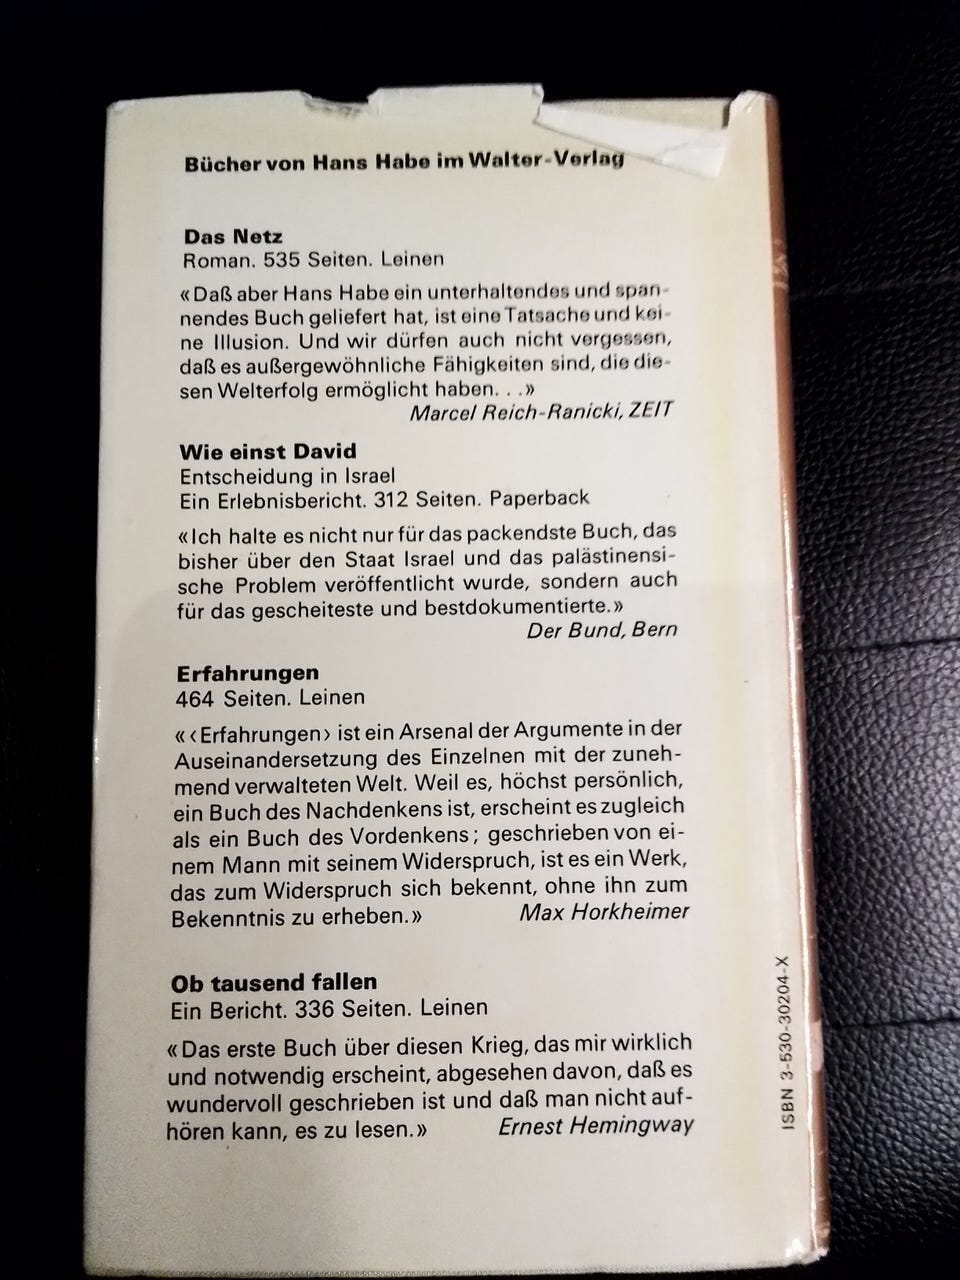 Bücher von Hans Habe im Walter-Verlag
Das Netz
Roman. 535 Seiten. Leinen
«Daß aber Hans Habe ein unterhaltendes und span-
nendes Buch geliefert hat, ist eine Tatsache und kei-
ne Illusion. Und wir dürfen auch nicht vergessen,
daß es außergewöhnliche Fähigkeiten sind, die die-
sen Welterfolg ermöglicht haben. . .»
Marcel Reich-Ranicki, ZEIT
Wie einst David
Entscheidung in Israel
Ein Erlebnisbericht. 312 Seiten. Paperback
«Ich halte es nicht nur für das packendste Buch, das
bisher über den Staat Israel und das palästinensi-
sche Problem veröffentlicht wurde, sondern auch
für das gescheiteste und bestdokumentierte.»
Der Bund, Bern
Erfahrungen
464 Seiten. Leinen
«‹Erfahrungen› ist ein Arsenal der Argumente in der
Auseinandersetzung des Einzelnen mit der zuneh-
mend verwalteten Welt. Weil es, höchst persönlich,
ein Buch des Nachdenkens ist, erscheint es zugleich
als ein Buch des Vordenkens; geschrieben von ei-
nem Mann mit seinem Widerspruch, ist es ein Werk,
das zum Widerspruch sich bekennt, ohne ihn zum
Bekenntnis zu erheben.» Max Horkheimer
Ob tausend fallen
Ein Bericht. 336 Seiten. Leinen
«Das erste Buch über diesen Krieg, das mir wirklich
und notwendig erscheint, abgesehen davon, daß es
wundervoll geschrieben ist und daß man nicht auf-
hören kann, es zu lesen.» Ernest Hemingway
ISBN 3-530-30204-X